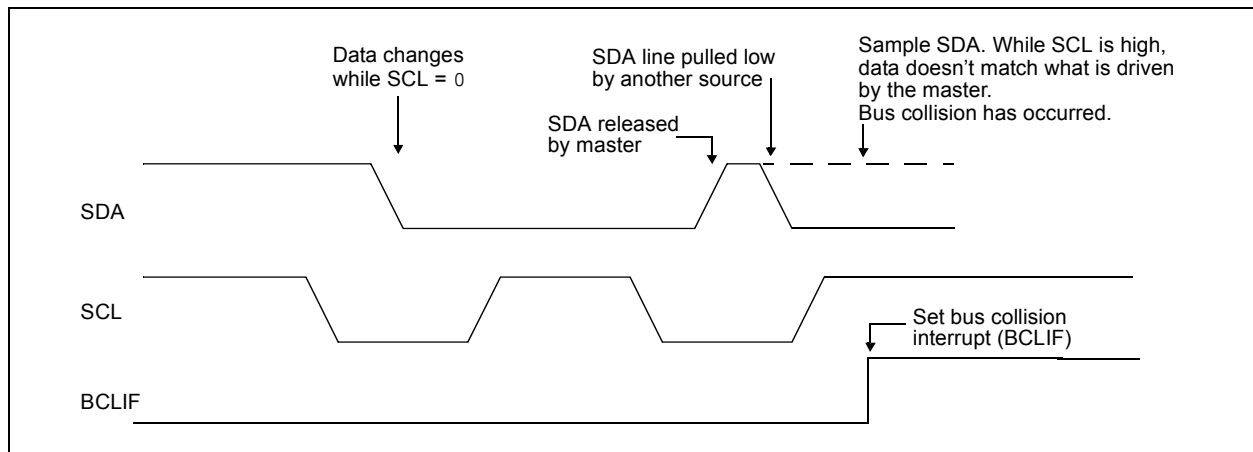 Data changes
while SCL = 0
SDA line pulled low
by another source
Sample SDA. While SCL is high,
data doesn't match what is driven
by the master.
Bus collision has occurred.
SDA released
by master
SDA
SCL
Set bus collision
interrupt (BCLIF)
BCLIF